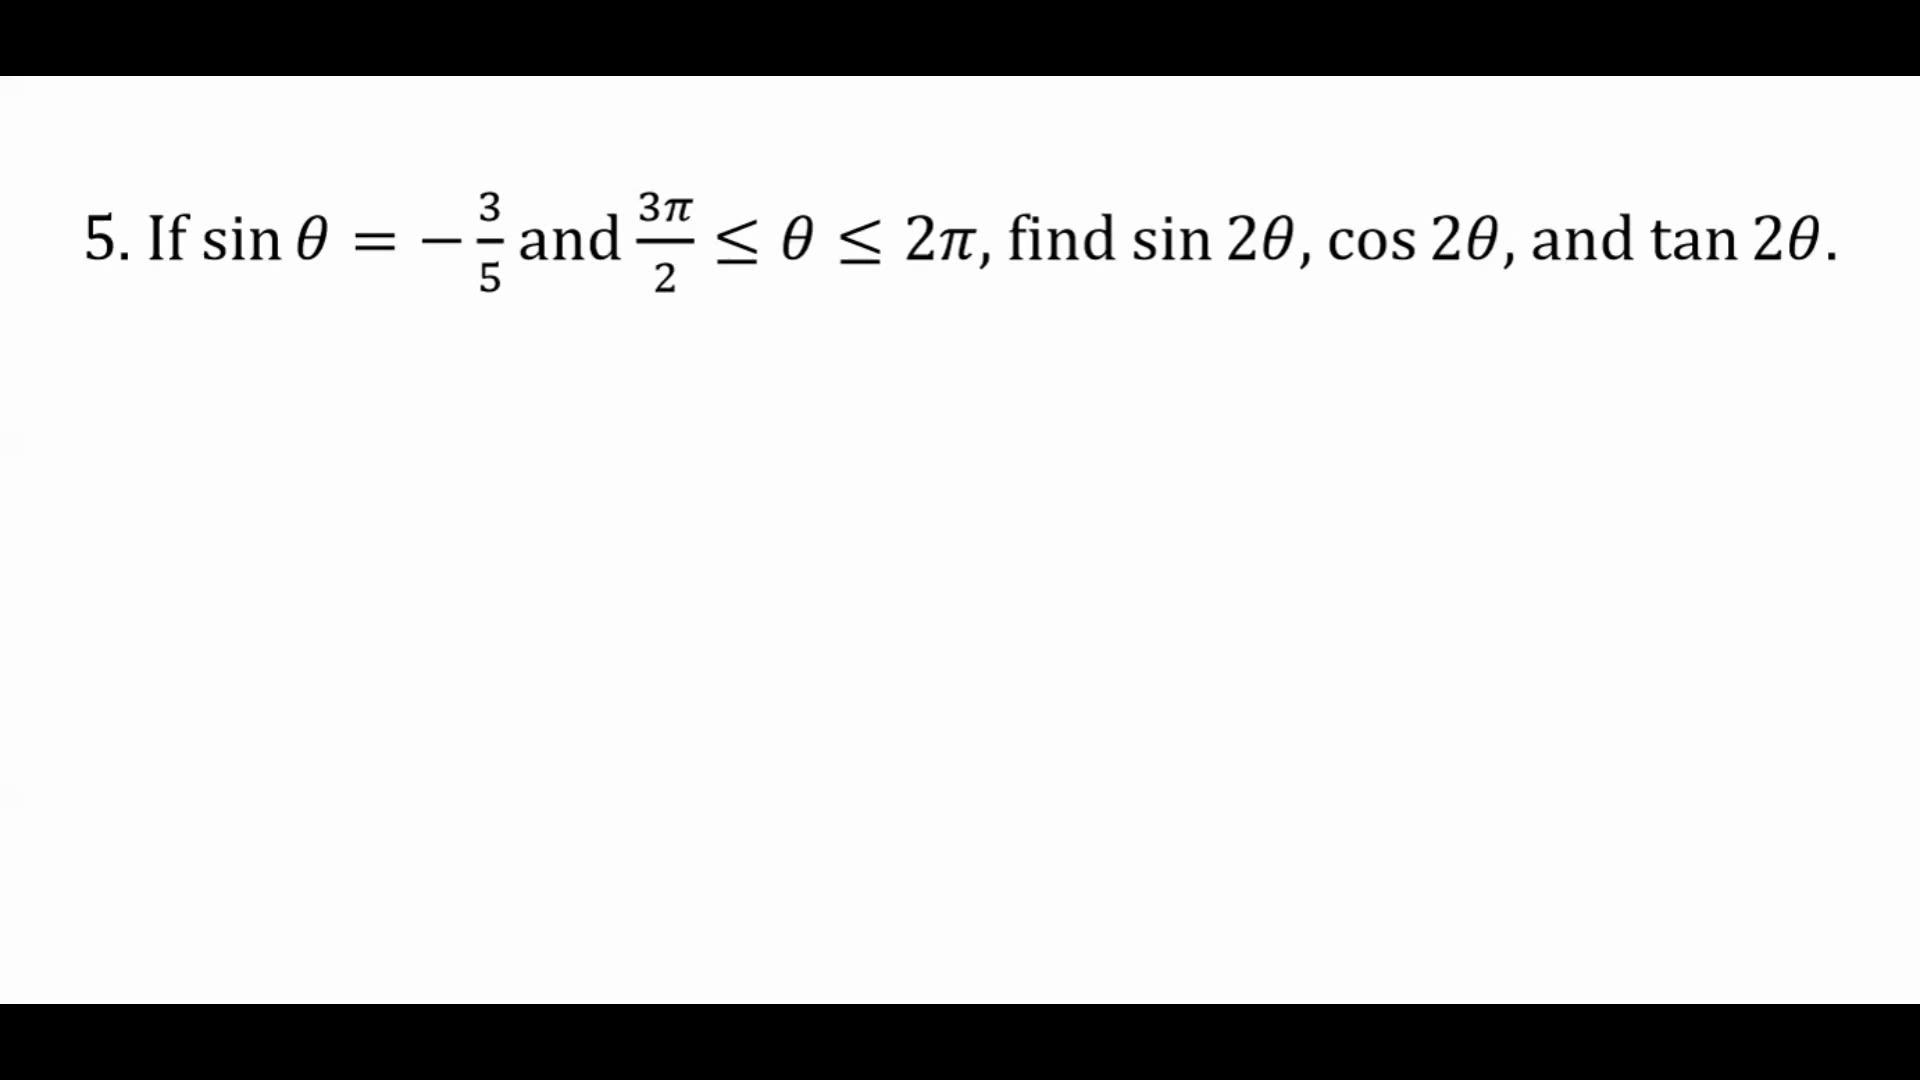 5. If sin θ = −3/5 and 3π/2 ≤ θ ≤ 2π, find sin 2θ, cos 2θ, and tan 2θ.